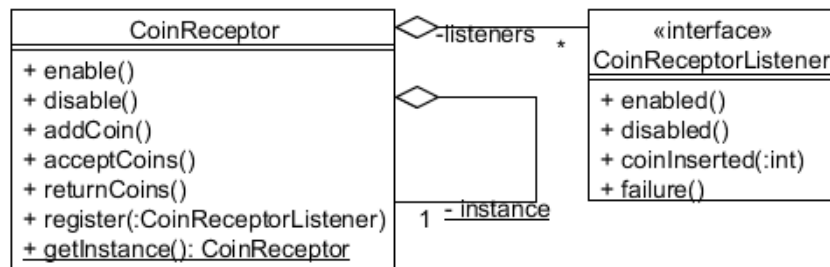 CoinReceptor
+ enable()
+ disable()
+ addCoin()
+ acceptCoins()
+ returnCoins()
+ register(:CoinReceptorListener)
+ getInstance(): CoinReceptor
-listeners
*
1
- instance
«interface»
CoinReceptorListener
+ enabled()
+ disabled()
+ coinInserted(:int)
+ failure()